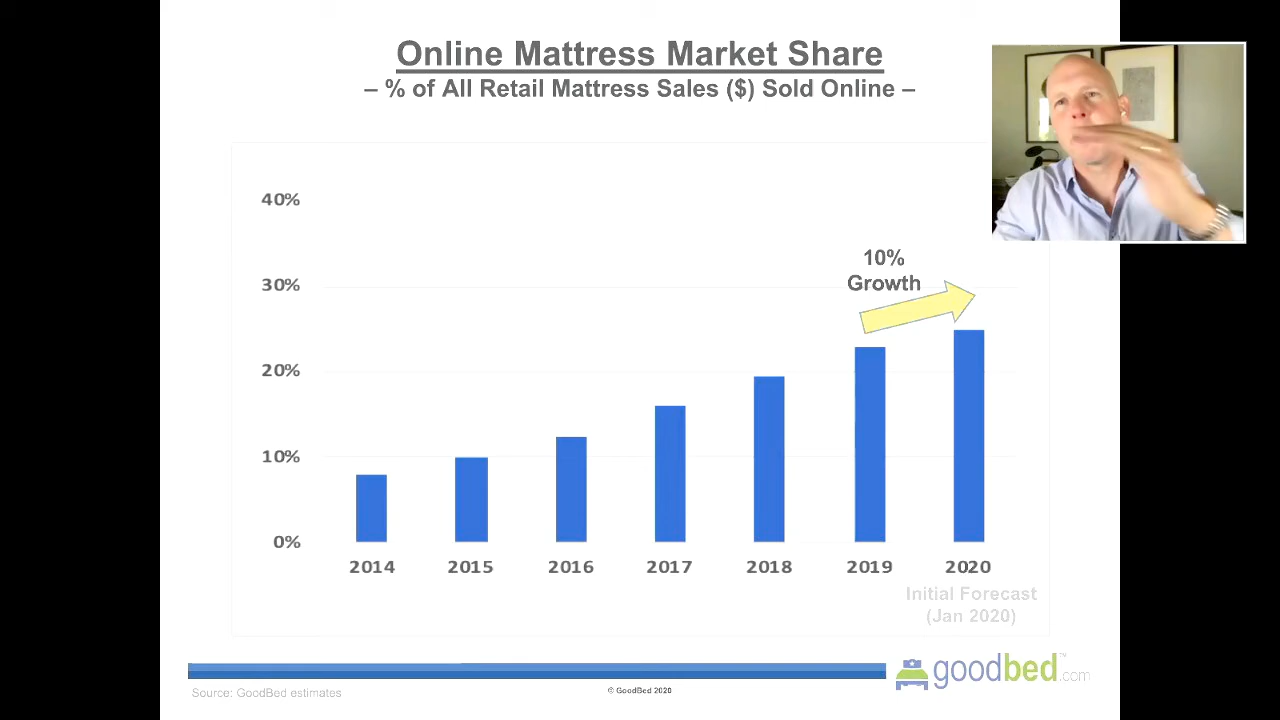 Online Mattress Market Share
– % of All Retail Mattress Sales ($) Sold Online –
40%
30%
20%
10%
0%
10%
Growth
2014 2015 2016 2017 2018 2019 2020
Initial Forecast
(Jan 2020)
Source: GoodBed estimates
© GoodBed 2020
goodbed.com™